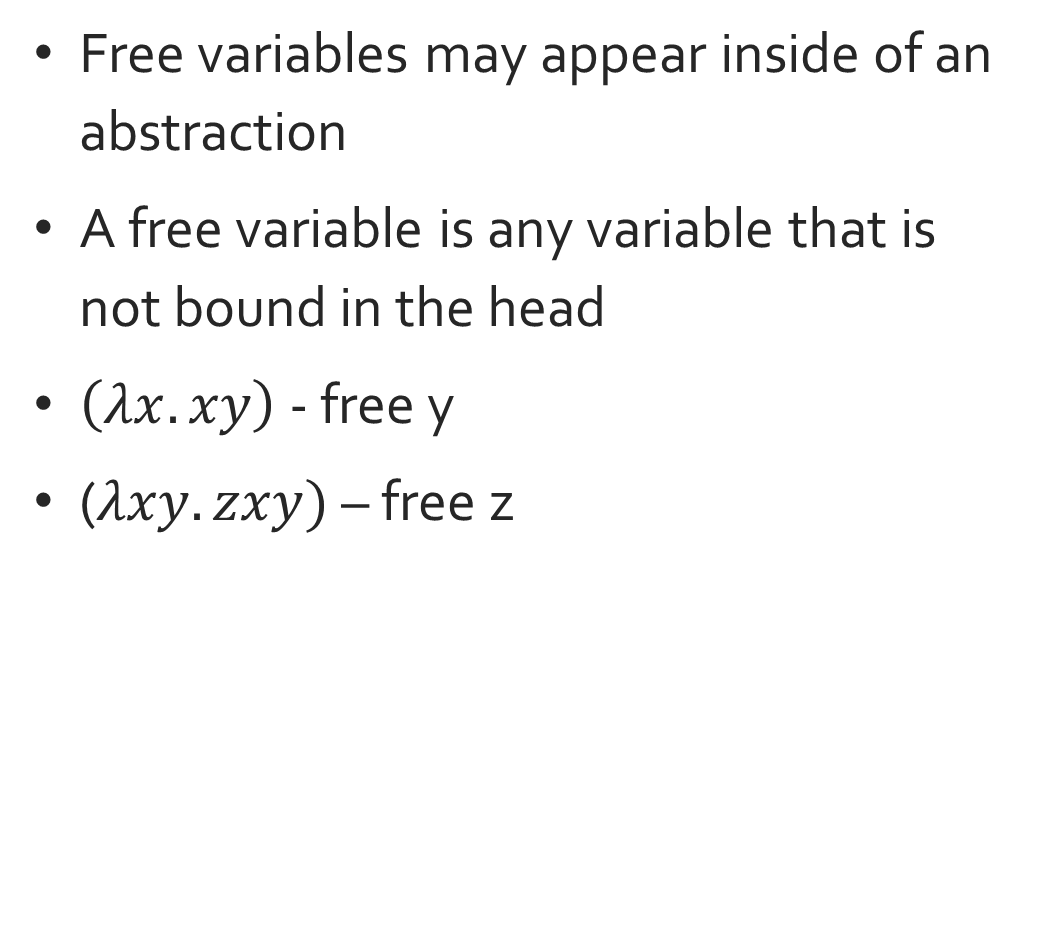 • Free variables may appear inside of an
abstraction
• A free variable is any variable that is
not bound in the head
• (λx. xy) - free y
• (λxy. zxy) – free z